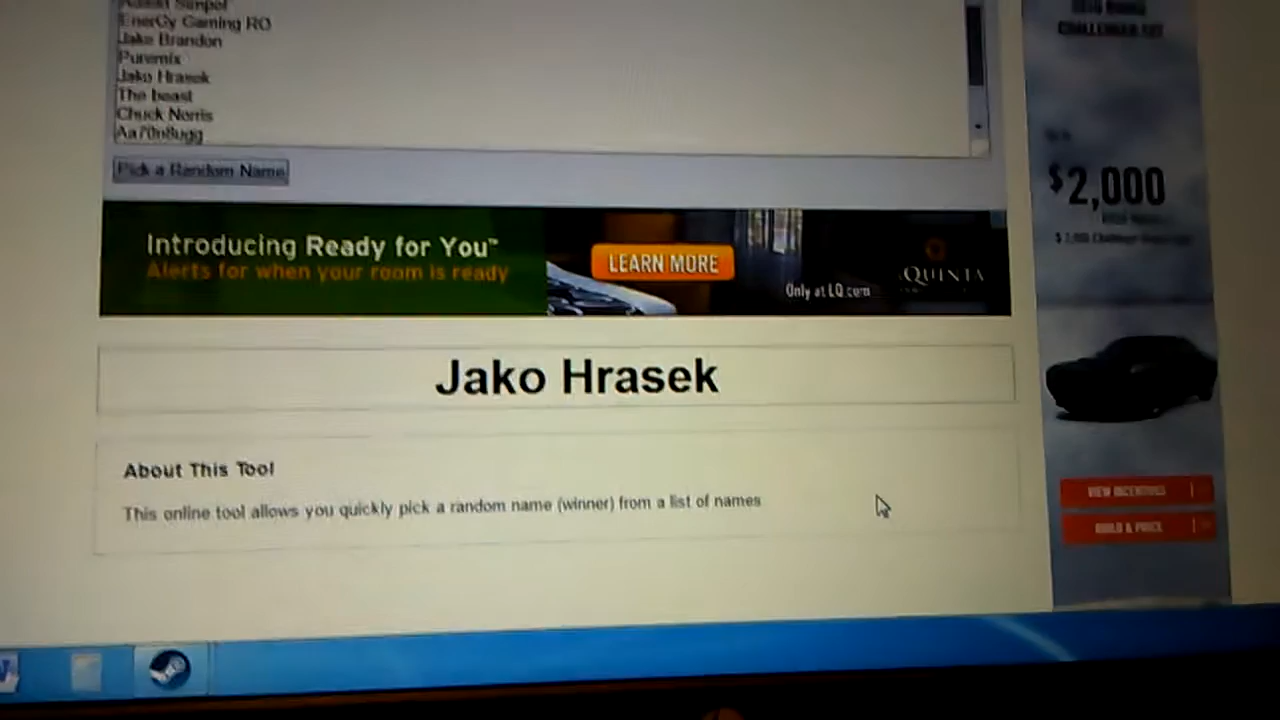 EnerGy Gaming RO
Jake Brandon
Puremix
Jako Hrasek
The beast
Chuck Norris
Pick a Random Name
Introducing Ready for You™
Alerts for when your room is ready
LEARN MORE
Only at LQ.com
QUINTA
CHALLENGER SXT
$2,000
Jako Hrasek
About This Tool
This online tool allows you quickly pick a random name (winner) from a list of names
VIEW INCENTIVES
BUILD & PRICE